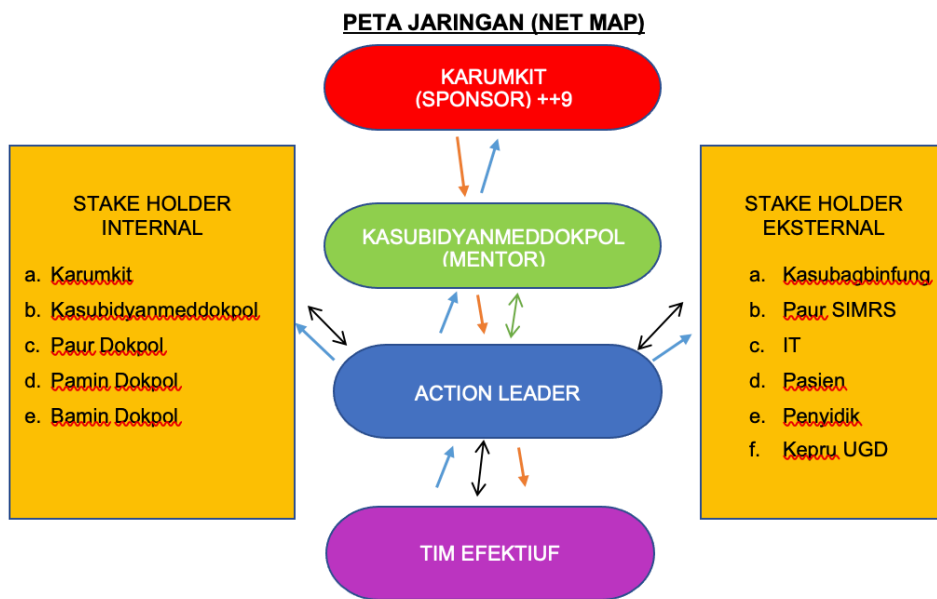 PETA JARINGAN (NET MAP)
KARUMKIT
(SPONSOR) ++9
STAKE HOLDER
INTERNAL
a. Karumkit
b. Kasubidyanmeddokpol
c. Paur Dokpol
d. Pamin Dokpol
e. Bamin Dokpol
KASUBIDYANMEDDOKPOL
(MENTOR)
ACTION LEADER
TIM EFEKTIUF
STAKE HOLDER
EKSTERNAL
a. Kasubagbinfung
b. Paur SIMRS
c. IT
d. Pasien
e. Penyidik
f. Kepru UGD